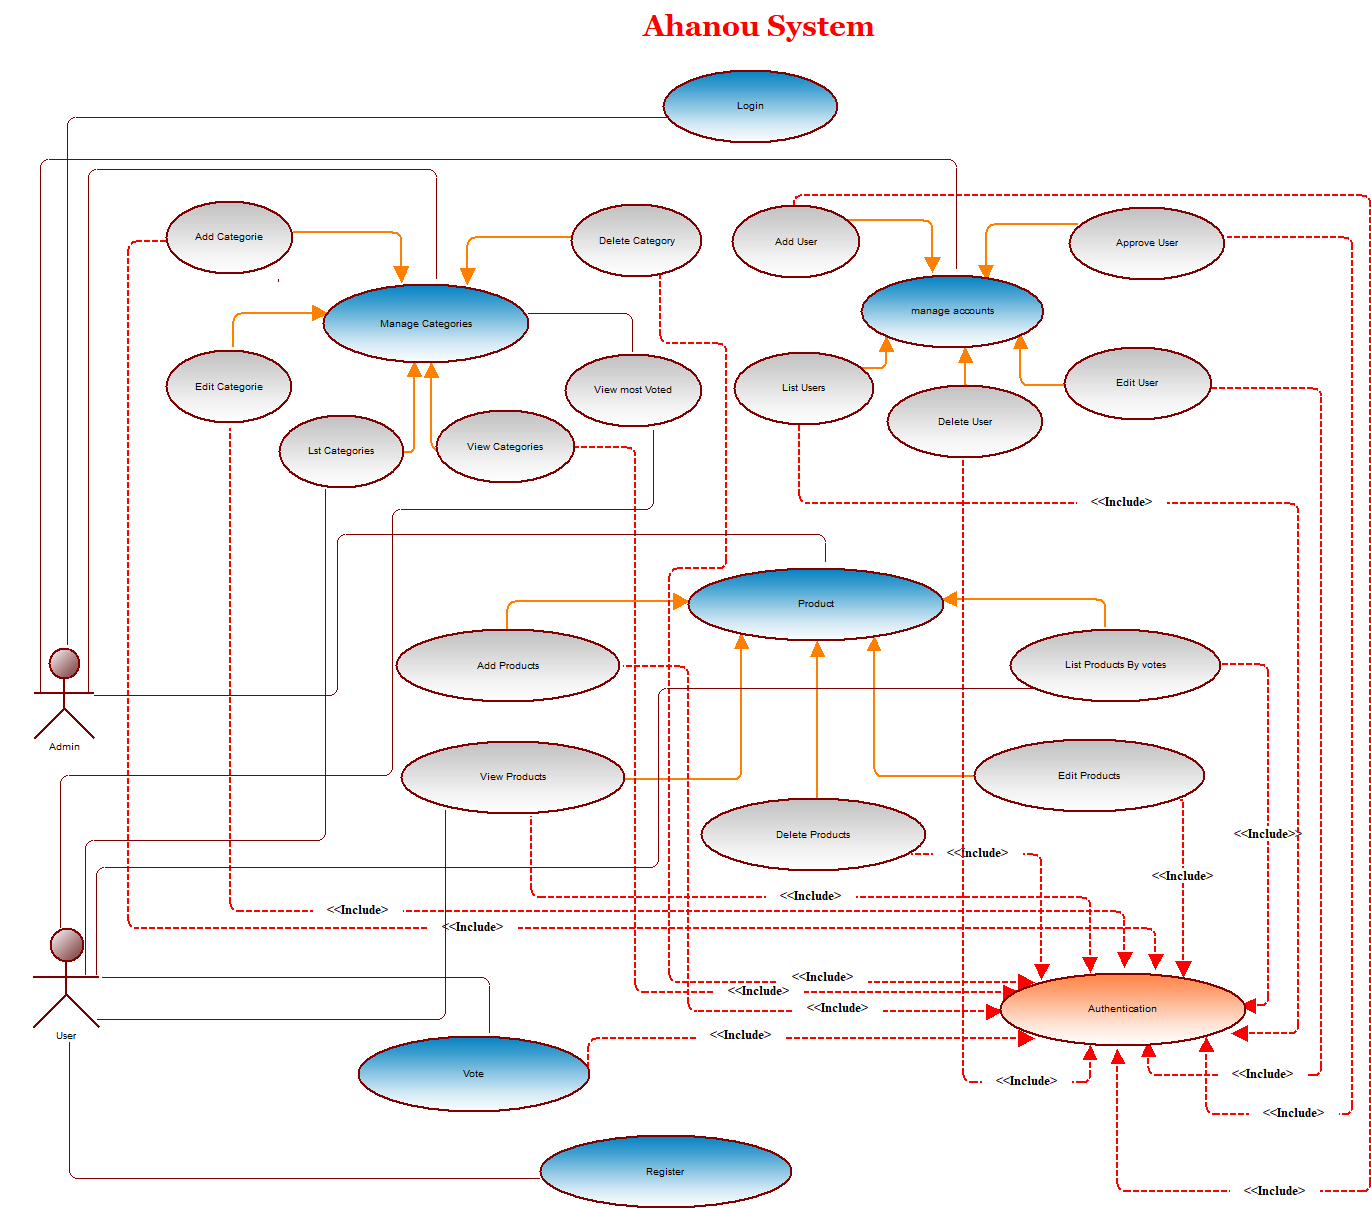 Ahanou System
Login
Add Categorie
Delete Category
Add User
Approve User
Manage Categories
manage accounts
Edit Categorie
View most Voted
List Users
Edit User
Lst Categories
View Categories
Delete User
<<Include>
Product
Add Products
List Products By votes
Admin
View Products
Edit Products
Delete Products
<<Include>>
<<Include>
<<Include>
<<Include>
<<Include>
<<Include>
<<Include>
<<Include>
<<Include>
Authentication
User
<<Include>
Vote
<<Include>
<<Include>
<<Include>
Register
<<Include>